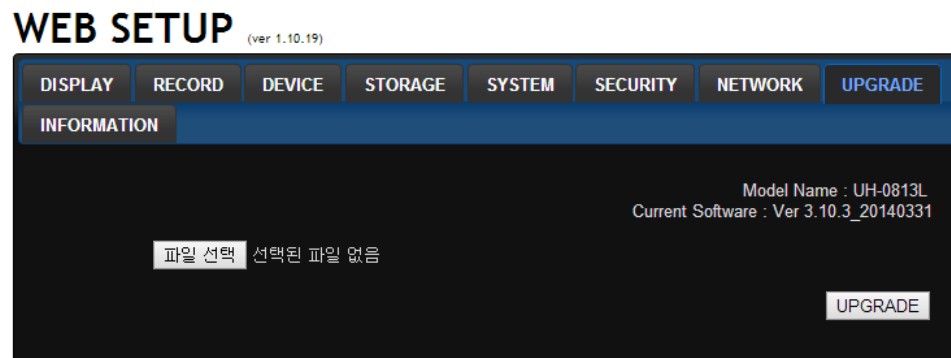 WEB SETUP (ver 1.10.19)
DISPLAY RECORD DEVICE STORAGE SYSTEM SECURITY NETWORK UPGRADE
INFORMATION
Model Name : UH-0813L
Current Software : Ver 3.10.3_20140331
파일 선택 선택된 파일 없음
UPGRADE